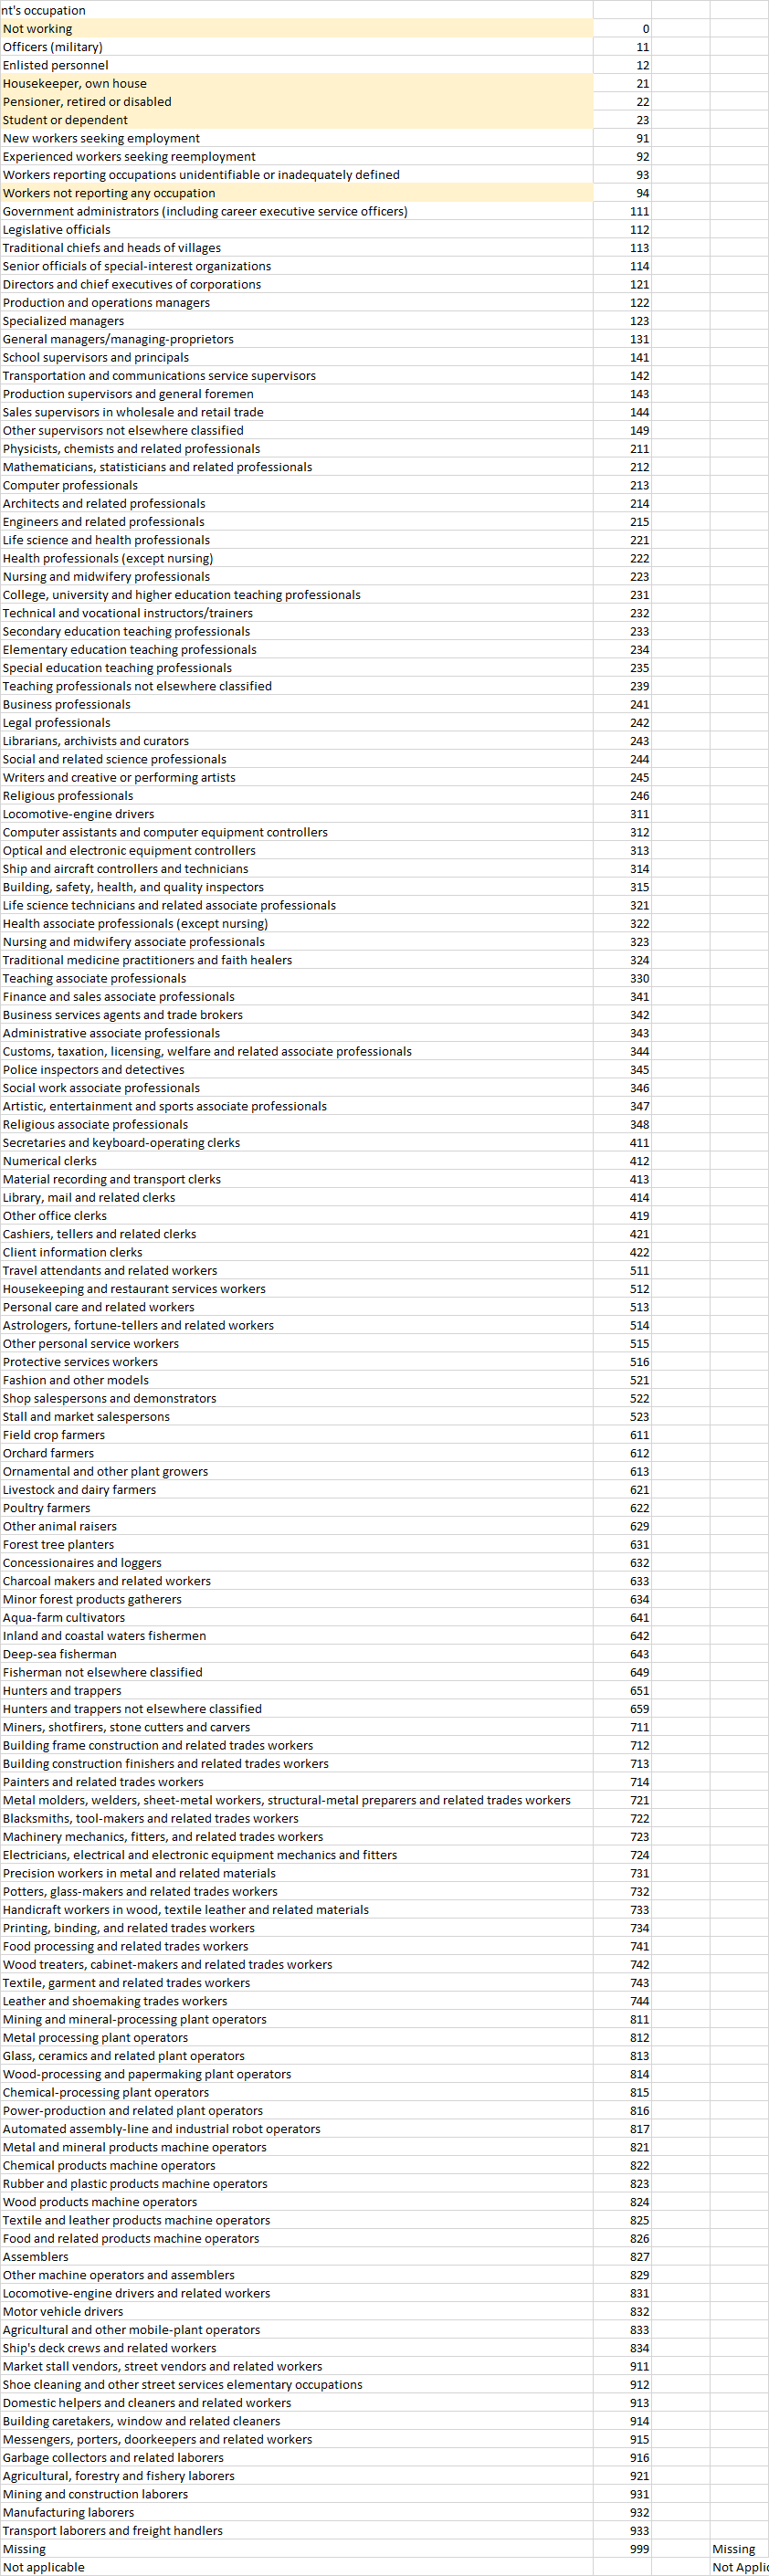 nt's occupation
Not working 0
Officers (military) 11
Enlisted personnel 12
Housekeeper, own house 21
Pensioner, retired or disabled 22
Student or dependent 23
New workers seeking employment 91
Experienced workers seeking reemployment 92
Workers reporting occupations unidentifiable or inadequately defined 93
Workers not reporting any occupation 94
Government administrators (including career executive service officers) 111
Legislative officials 112
Traditional chiefs and heads of villages 113
Senior officials of special-interest organizations 114
Directors and chief executives of corporations 121
Production and operations managers 122
Specialized managers 123
General managers/managing-proprietors 131
School supervisors and principals 141
Transportation and communications service supervisors 142
Production supervisors and general foremen 143
Sales supervisors in wholesale and retail trade 144
Other supervisors not elsewhere classified 149
Physicists, chemists and related professionals 211
Mathematicians, statisticians and related professionals 212
Computer professionals 213
Architects and related professionals 214
Engineers and related professionals 215
Life science and health professionals 221
Health professionals (except nursing) 222
Nursing and midwifery professionals 223
College, university and higher education teaching professionals 231
Technical and vocational instructors/trainers 232
Secondary education teaching professionals 233
Elementary education teaching professionals 234
Special education teaching professionals 235
Teaching professionals not elsewhere classified 239
Business professionals 241
Legal professionals 242
Librarians, archivists and curators 243
Social and related science professionals 244
Writers and creative or performing artists 245
Religious professionals 246
Locomotive-engine drivers 311
Computer assistants and computer equipment controllers 312
Optical and electronic equipment controllers 313
Ship and aircraft controllers and technicians 314
Building, safety, health, and quality inspectors 315
Life science technicians and related associate professionals 321
Health associate professionals (except nursing) 322
Nursing and midwifery associate professionals 323
Traditional medicine practitioners and faith healers 324
Teaching associate professionals 330
Finance and sales associate professionals 341
Business services agents and trade brokers 342
Administrative associate professionals 343
Customs, taxation, licensing, welfare and related associate professionals 344
Police inspectors and detectives 345
Social work associate professionals 346
Artistic, entertainment and sports associate professionals 347
Religious associate professionals 348
Secretaries and keyboard-operating clerks 411
Numerical clerks 412
Material recording and transport clerks 413
Library, mail and related clerks 414
Other office clerks 419
Cashiers, tellers and related clerks 421
Client information clerks 422
Travel attendants and related workers 511
Housekeeping and restaurant services workers 512
Personal care and related workers 513
Astrologers, fortune-tellers and related workers 514
Other personal service workers 515
Protective services workers 516
Fashion and other models 521
Shop salespersons and demonstrators 522
Stall and market salespersons 523
Field crop farmers 611
Orchard farmers 612
Ornamental and other plant growers 613
Livestock and dairy farmers 621
Poultry farmers 622
Other animal raisers 629
Forest tree planters 631
Concessionaires and loggers 632
Charcoal makers and related workers 633
Minor forest products gatherers 634
Aqua-farm cultivators 641
Inland and coastal waters fishermen 642
Deep-sea fisherman 643
Fisherman not elsewhere classified 649
Hunters and trappers 651
Hunters and trappers not elsewhere classified 659
Miners, shotfirers, stone cutters and carvers 711
Building frame construction and related trades workers 712
Building construction finishers and related trades workers 713
Painters and related trades workers 714
Metal molders, welders, sheet-metal workers, structural-metal preparers and related trades workers 721
Blacksmiths, tool-makers and related trades workers 722
Machinery mechanics, fitters, and related trades workers 723
Electricians, electrical and electronic equipment mechanics and fitters 724
Precision workers in metal and related materials 731
Potters, glass-makers and related trades workers 732
Handicraft workers in wood, textile leather and related materials 733
Printing, binding, and related trades workers 734
Food processing and related trades workers 741
Wood treaters, cabinet-makers and related trades workers 742
Textile, garment and related trades workers 743
Leather and shoemaking trades workers 744
Mining and mineral-processing plant operators 811
Metal processing plant operators 812
Glass, ceramics and related plant operators 813
Wood-processing and papermaking plant operators 814
Chemical-processing plant operators 815
Power-production and related plant operators 816
Automated assembly-line and industrial robot operators 817
Metal and mineral products machine operators 821
Chemical products machine operators 822
Rubber and plastic products machine operators 823
Wood products machine operators 824
Textile and leather products machine operators 825
Food and related products machine operators 826
Assemblers 827
Other machine operators and assemblers 829
Locomotive-engine drivers and related workers 831
Motor vehicle drivers 832
Agricultural and other mobile-plant operators 833
Ship's deck crews and related workers 834
Market stall vendors, street vendors and related workers 911
Shoe cleaning and other street services elementary occupations 912
Domestic helpers and cleaners and related workers 913
Building caretakers, window and related cleaners 914
Messengers, porters, doorkeepers and related workers 915
Garbage collectors and related laborers 916
Agricultural, forestry and fishery laborers 921
Mining and construction laborers 931
Manufacturing laborers 932
Transport laborers and freight handlers 933
Missing 999 Missing
Not applicable Not Applic